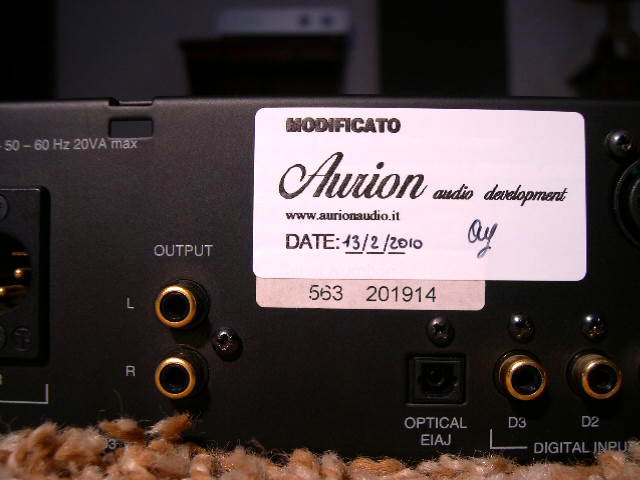 - 50 - 60 Hz 20VA max
MODIFICATO
Aurion audio development
www.aurionaudio.it
DATE: 13/2/2010
563 201914
OUTPUT
L
R
OPTICAL
EIAJ
D3
D2
DIGITAL INPU